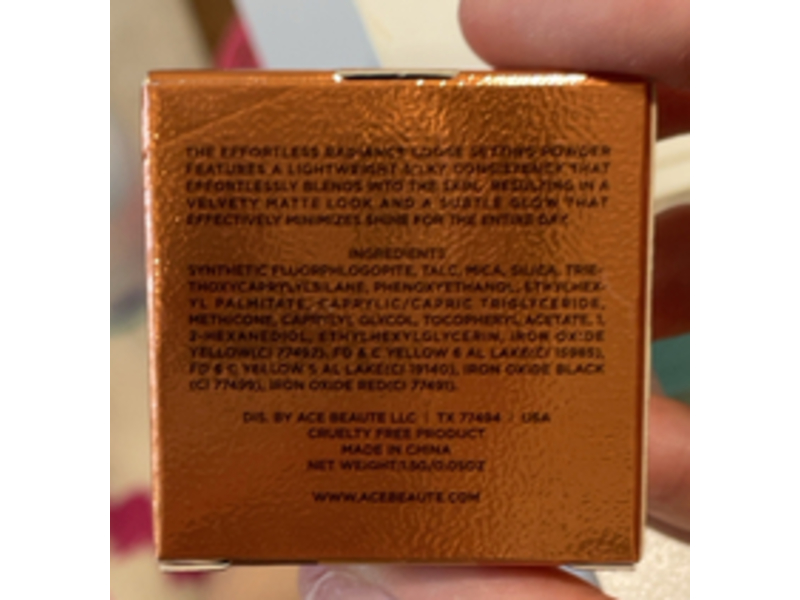 THE EFFORTLESS RADIANCE LOOSE SETTING POWDER
FEATURES A LIGHTWEIGHT SILKY CONSISTENCY THAT
EFFORTLESSLY BLENDS INTO THE SKIN, RESULTING IN A
VELVETY MATTE LOOK AND A SUBTLE GLOW THAT
EFFECTIVELY MINIMIZES SHINE FOR THE ENTIRE DAY.
INGREDIENTS
SYNTHETIC FLUORPHLOGOPITE, TALC, MICA, SILICA, TRIE-
THOXYCAPRYLYLSILANE, PHENOXYETHANOL, ETHYLHEX-
YL PALMITATE, CAPRYLIC/CAPRIC TRIGLYCERIDE,
METHICONE, CAPRYLYL GLYCOL, TOCOPHERYL ACETATE, 1,
2-HEXANEDIOL, ETHYLHEXYLGLYCERIN, IRON OXIDE
YELLOW(CI 77492), FD & C YELLOW 6 AL LAKE(CI 15985),
FD & C YELLOW 5 AL LAKE(CI 19140), IRON OXIDE BLACK
(CI 77499), IRON OXIDE RED(CI 77491).
DIS. BY ACE BEAUTE LLC | TX 77494 / USA
CRUELTY FREE PRODUCT
MADE IN CHINA
NET WEIGHT:1.5G/0.05OZ
WWW.ACEBEAUTE.COM